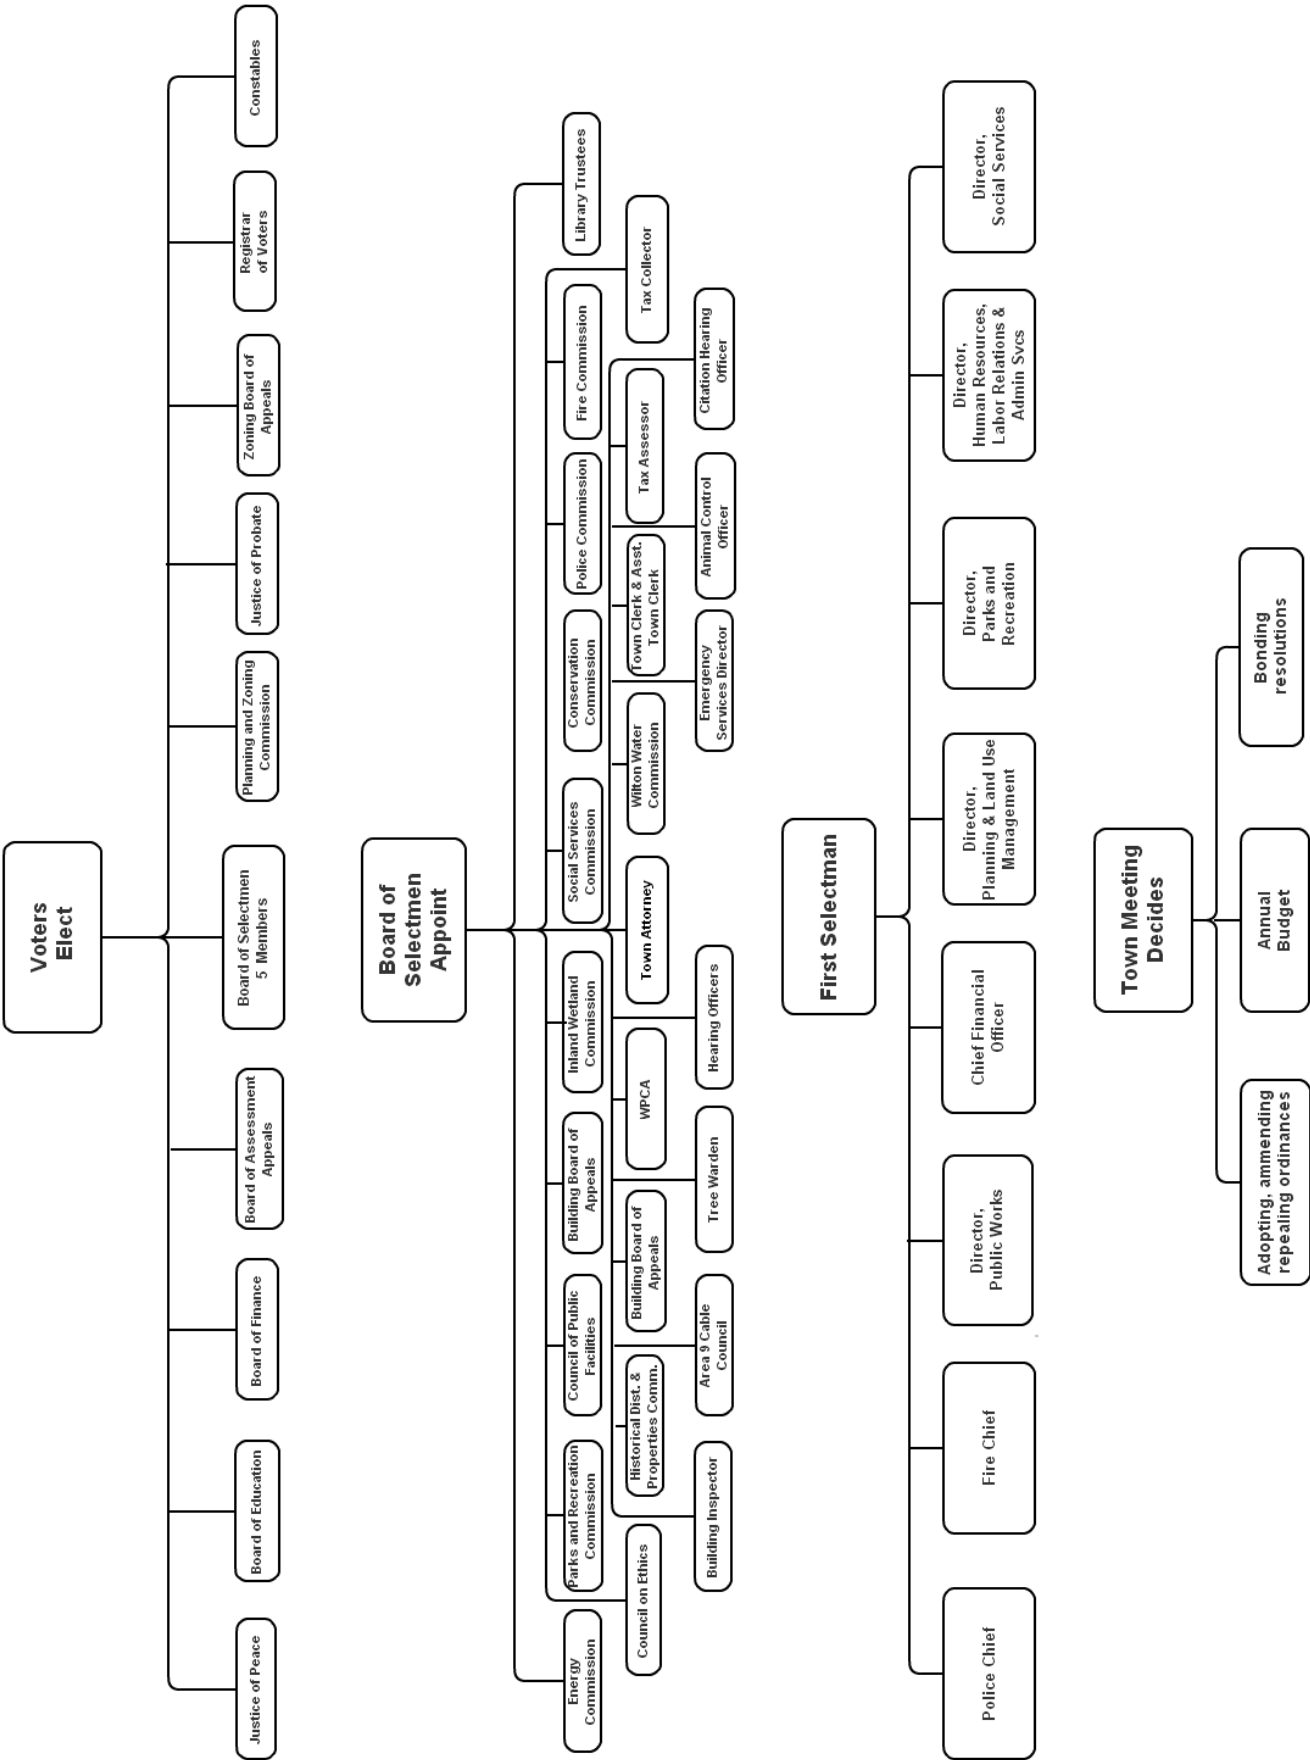 Voters
Elect
Justice of Peace
Board of Education
Board of Finance
Board of Assessment
Appeals
Board of Selectmen
5 Members
Planning and Zoning
Commission
Justice of Probate
Zoning Board of
Appeals
Registrar
of Voters
Constables
Board of
Selectmen
Appoint
Energy
Commission
Parks and Recreation
Commission
Council of Public
Facilities
Building Board of
Appeals
Inland Wetland
Commission
Social Services
Commission
Conservation
Commission
Police Commission
Fire Commission
Library Trustees
Council on Ethics
Historical Dist. &
Properties Comm.
Building Board of
Appeals
WPCA
Town Attorney
Wilton Water
Commission
Town Clerk & Asst.
Town Clerk
Tax Assessor
Tax Collector
Building Inspector
Area 9 Cable
Council
Tree Warden
Hearing Officers
Emergency
Services Director
Animal Control
Officer
Citation Hearing
Officer
First Selectman
Police Chief
Fire Chief
Director,
Public Works
Chief Financial
Officer
Director,
Planning & Land Use
Management
Director,
Parks and
Recreation
Director,
Human Resources,
Labor Relations &
Admin Svcs
Director,
Social Services
Town Meeting
Decides
Adopting, ammending
repealing ordinances
Annual
Budget
Bonding
resolutions